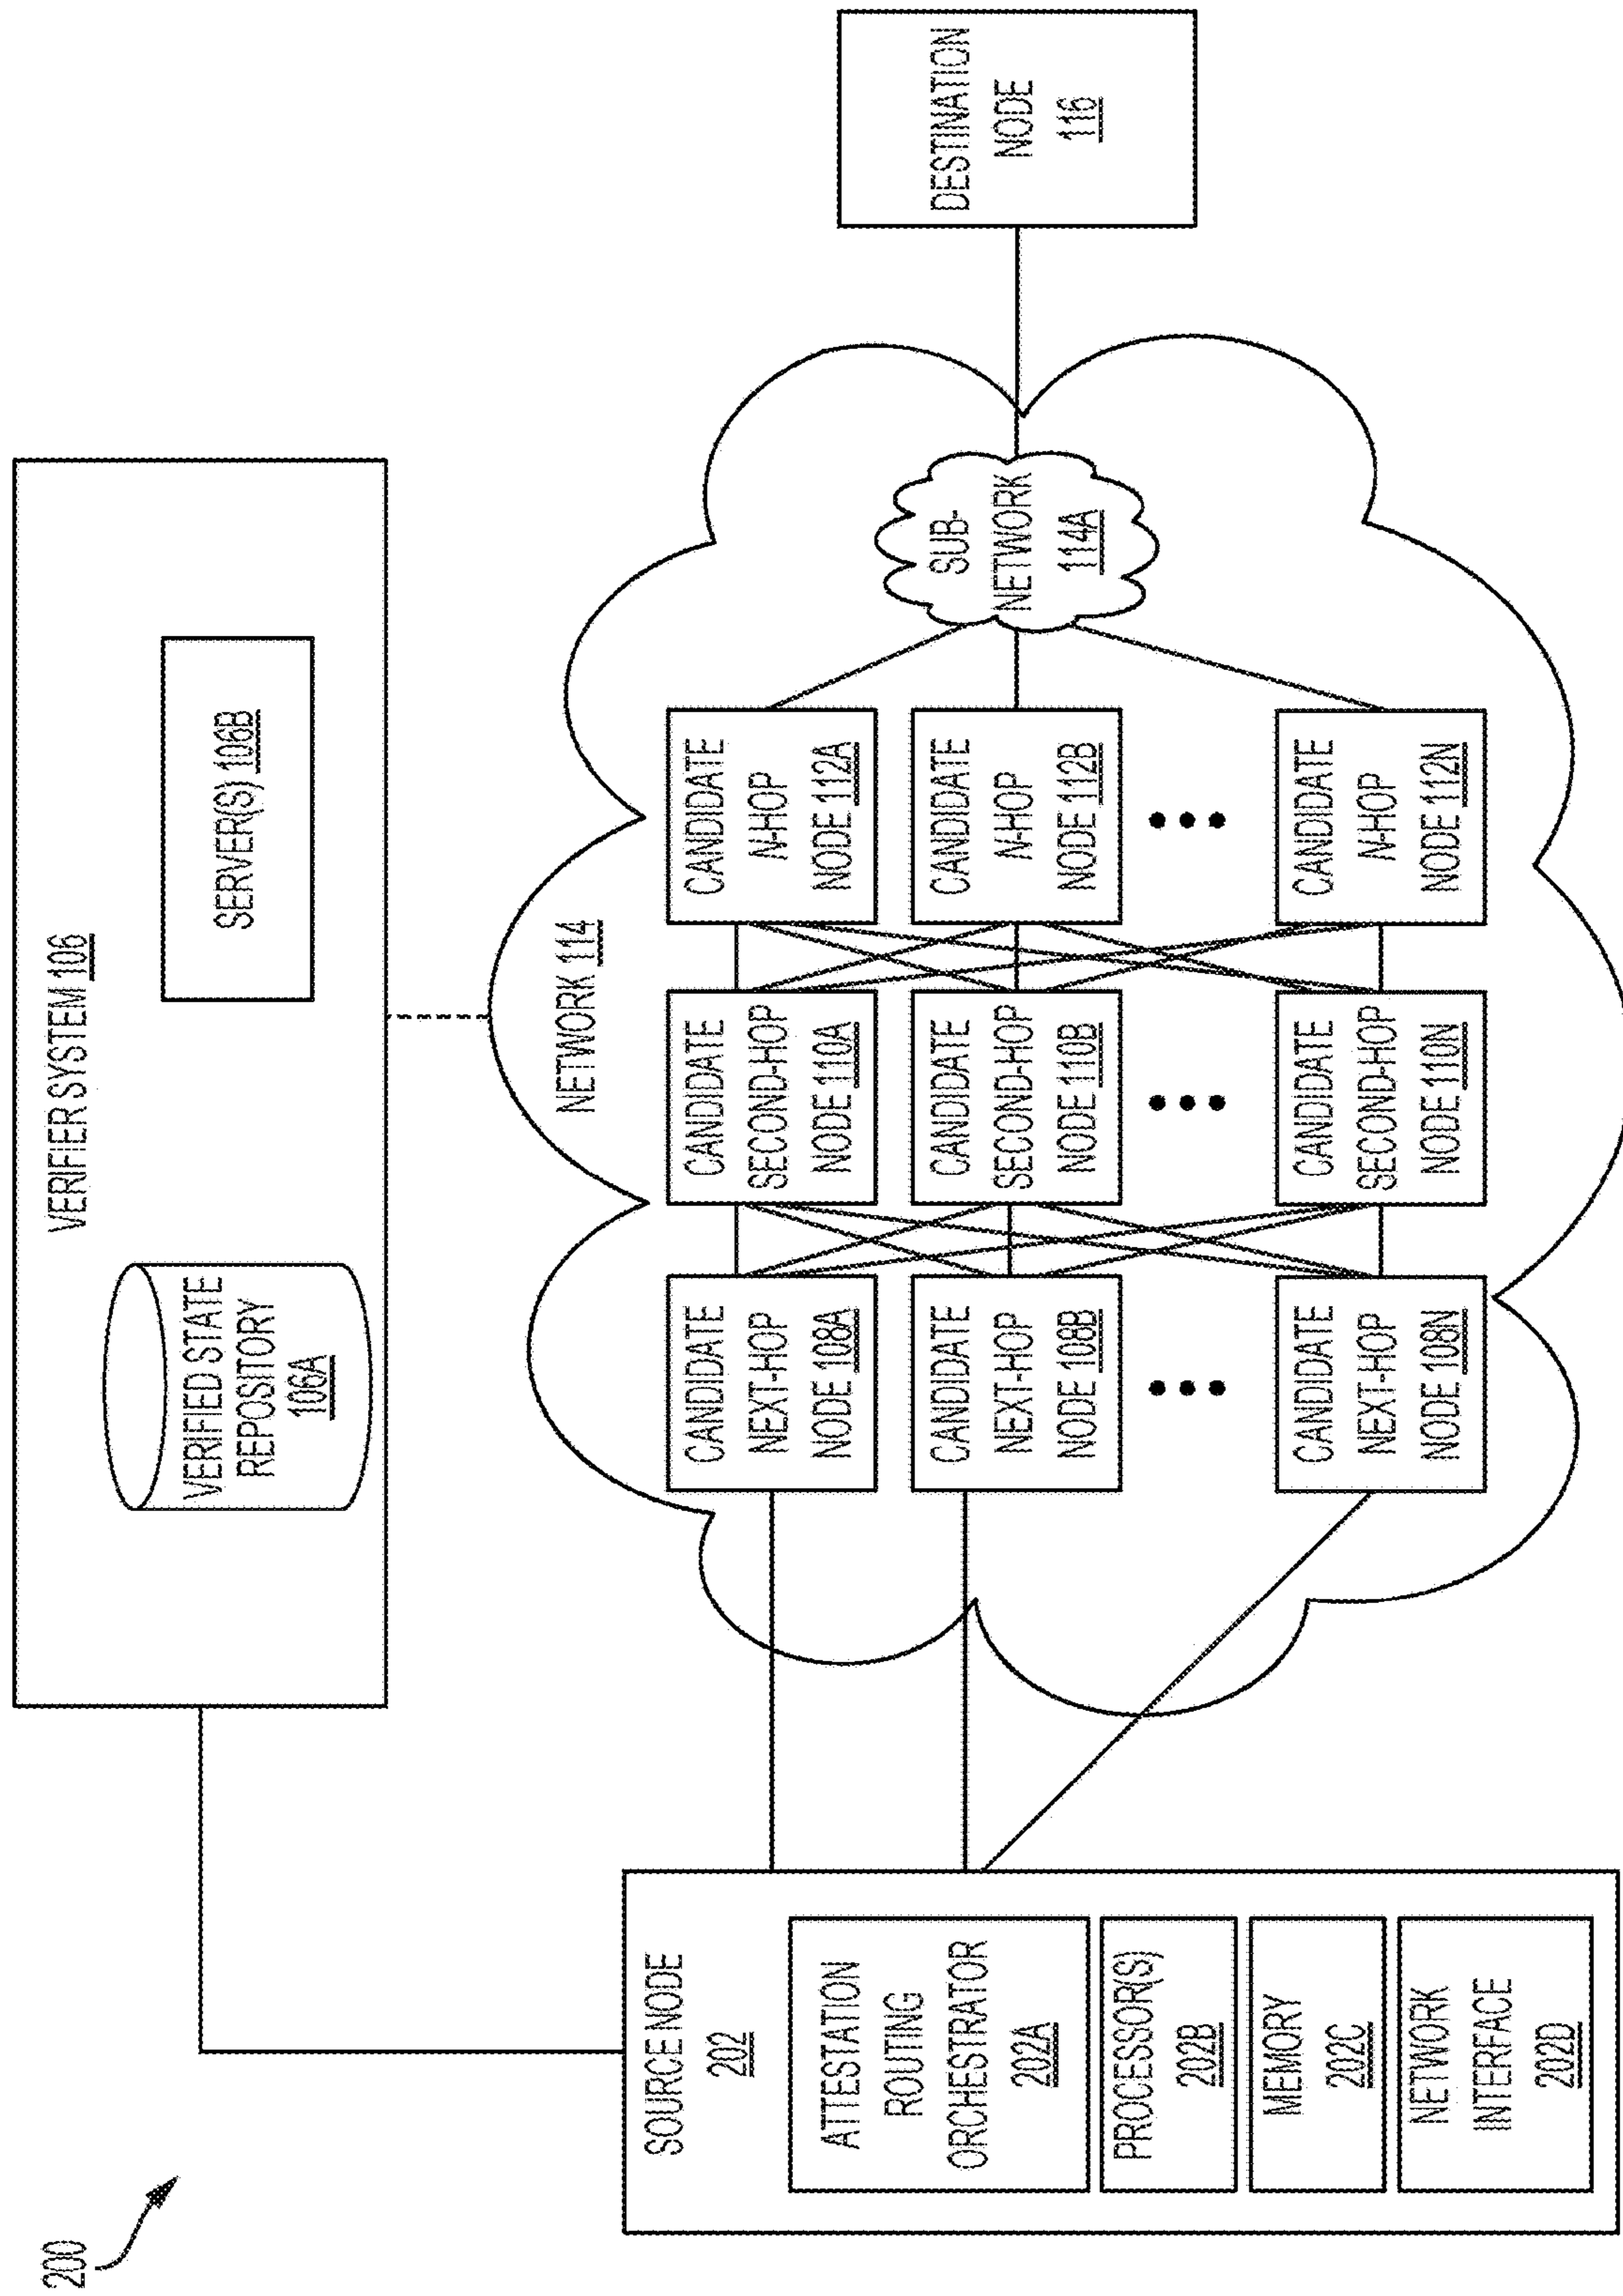 200
VERIFIER SYSTEM 106
VERIFIED STATE
REPOSITORY
106A
SERVER(S) 106B
SOURCE NODE
202
ATTESTATION
ROUTING
ORCHESTRATOR
202A
PROCESSOR(S)
202B
MEMORY
202C
NETWORK
INTERFACE
202D
NETWORK 114
CANDIDATE
NEXT-HOP
NODE 108A
CANDIDATE
SECOND-HOP
NODE 110A
CANDIDATE
N-HOP
NODE 112A
CANDIDATE
NEXT-HOP
NODE 108B
CANDIDATE
SECOND-HOP
NODE 110B
CANDIDATE
N-HOP
NODE 112B
CANDIDATE
NEXT-HOP
NODE 108N
CANDIDATE
SECOND-HOP
NODE 110N
CANDIDATE
N-HOP
NODE 112N
SUB-
NETWORK
114A
DESTINATION
NODE
116